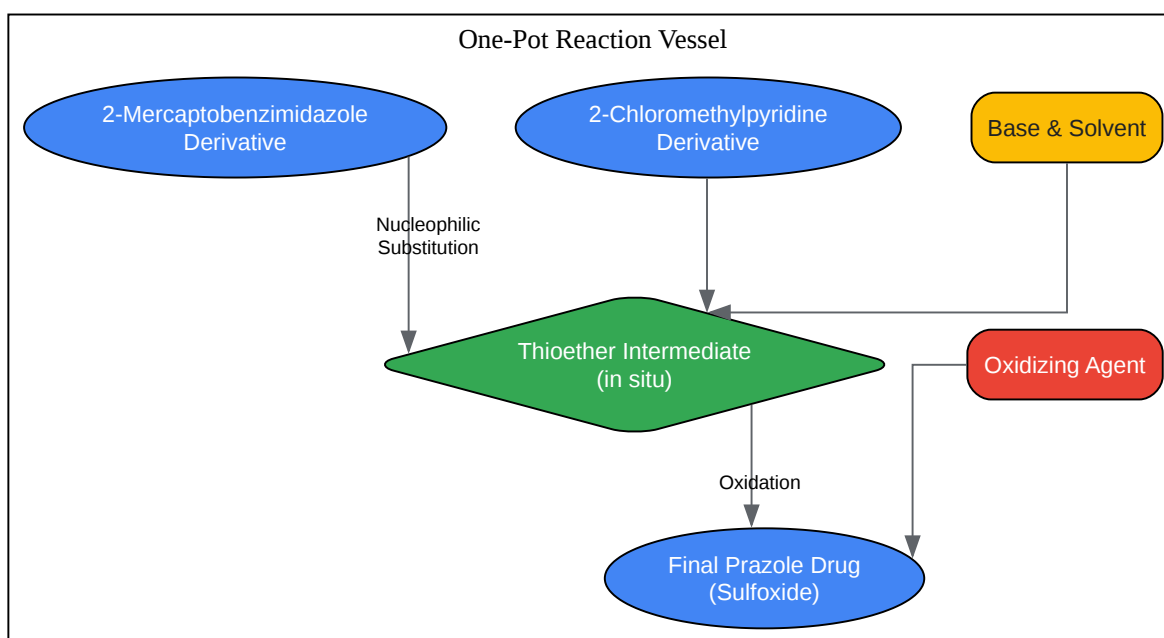 One-Pot Reaction Vessel
2-Mercaptobenzimidazole
Derivative
2-Chloromethylpyridine
Derivative
Base & Solvent
Nucleophilic
Substitution
Thioether Intermediate
(in situ)
Oxidizing Agent
Oxidation
Final Prazole Drug
(Sulfoxide)